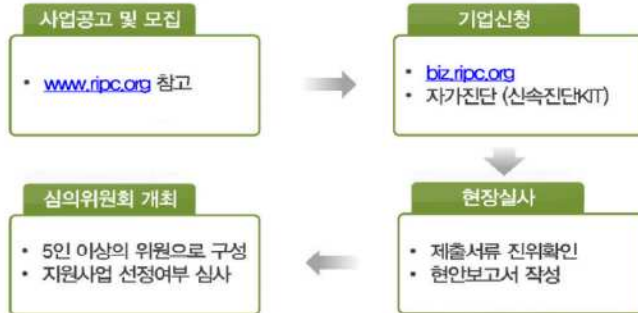 사업공고 및 모집
• www.ripc.org 참고
기업신청
• biz.ripc.org
• 자가진단 (신속진단KIT)
현장실사
• 제출서류 진위확인
• 현안보고서 작성
심의위원회 개최
• 5인 이상의 위원으로 구성
• 지원사업 선정여부 심사